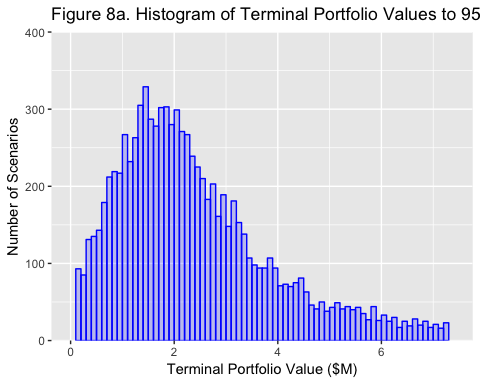 Figure 8a. Histogram of Terminal Portfolio Values to 95
400
300
200
100
0
Number of Scenarios
0 2 4 6
Terminal Portfolio Value ($M)